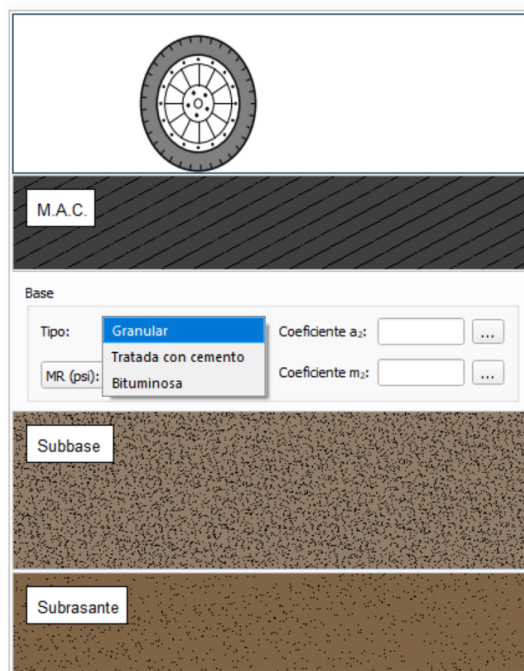 M.A.C.
Base
Tipo: Granular Coeficiente a₂: ...
Tratada con cemento
MR (psi): Bituminosa Coeficiente m₂: ...
Subbase
Subrasante